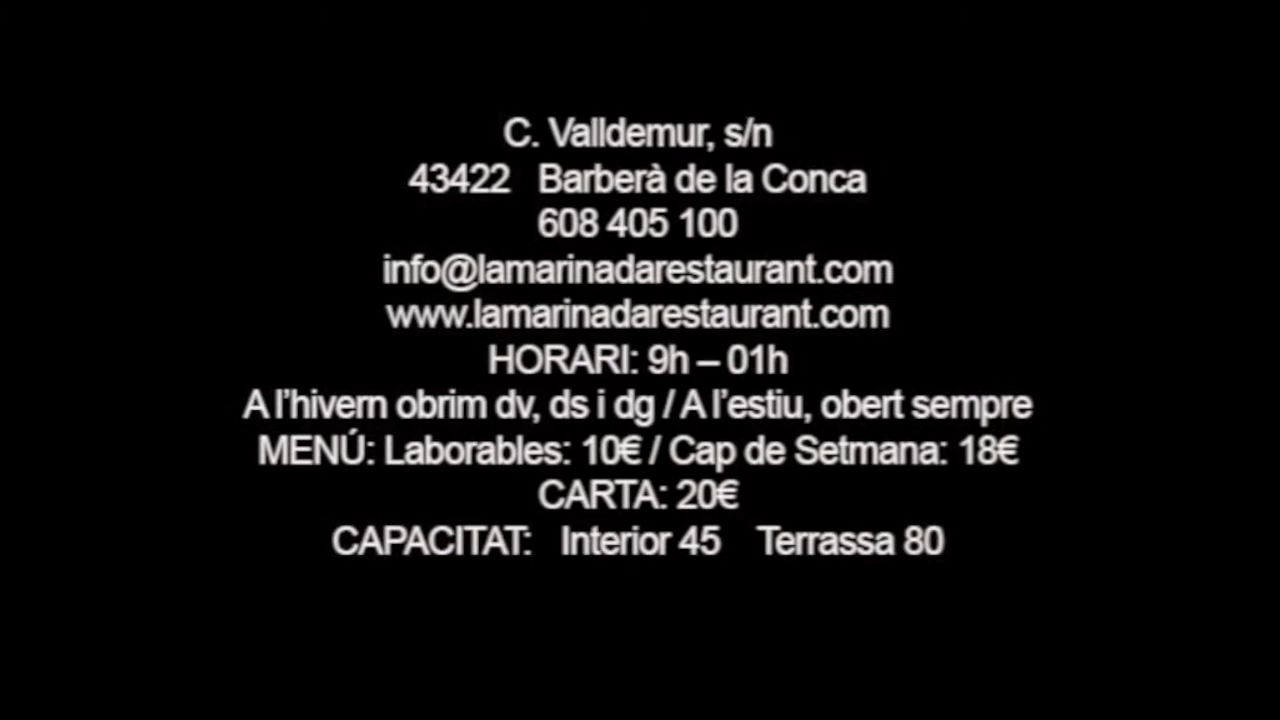 C. Valldemur, s/n
43422 Barberà de la Conca
608 405 100
info@lamarinadarestaurant.com
www.lamarinadarestaurant.com
HORARI: 9h – 01h
A l’hivern obrim dv, ds i dg / A l’estiu, obert sempre
MENÚ: Laborables: 10€ / Cap de Setmana: 18€
CARTA: 20€
CAPACITAT: Interior 45 Terrassa 80